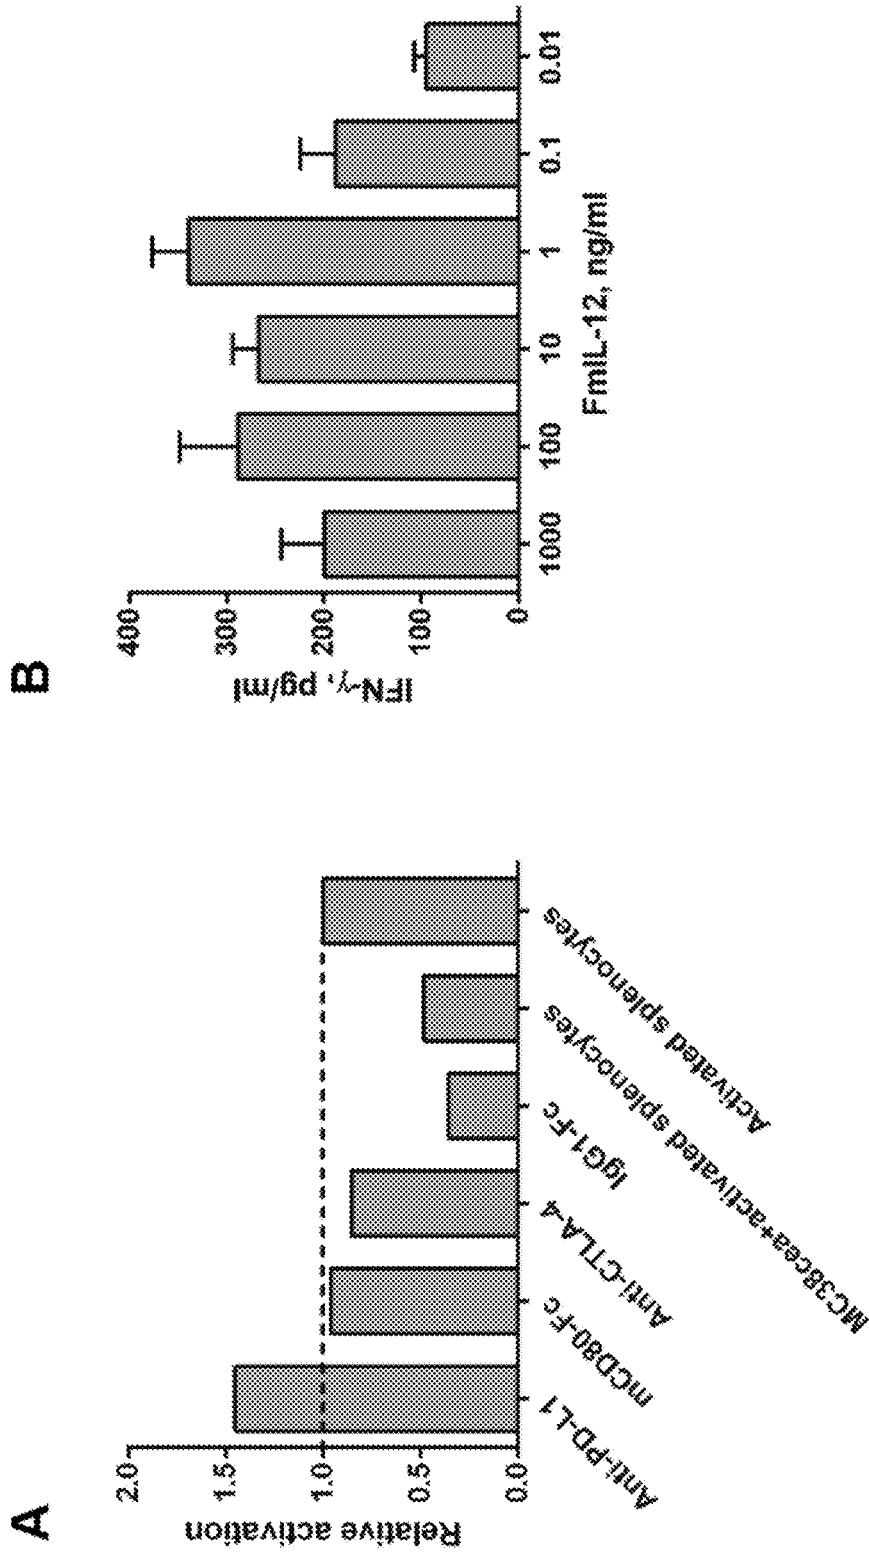 A
Relative activation
2.0
1.5
1.0
0.5
0.0
Anti-PD-L1
mCD80-Fc
Anti-CTLA-4
IgG1-Fc
MC38cea+activated splenocytes
Activated splenocytes
B
IFN-γ, pg/ml
400
300
200
100
0
1000
100
10
1
0.1
0.01
FmIL-12, ng/ml